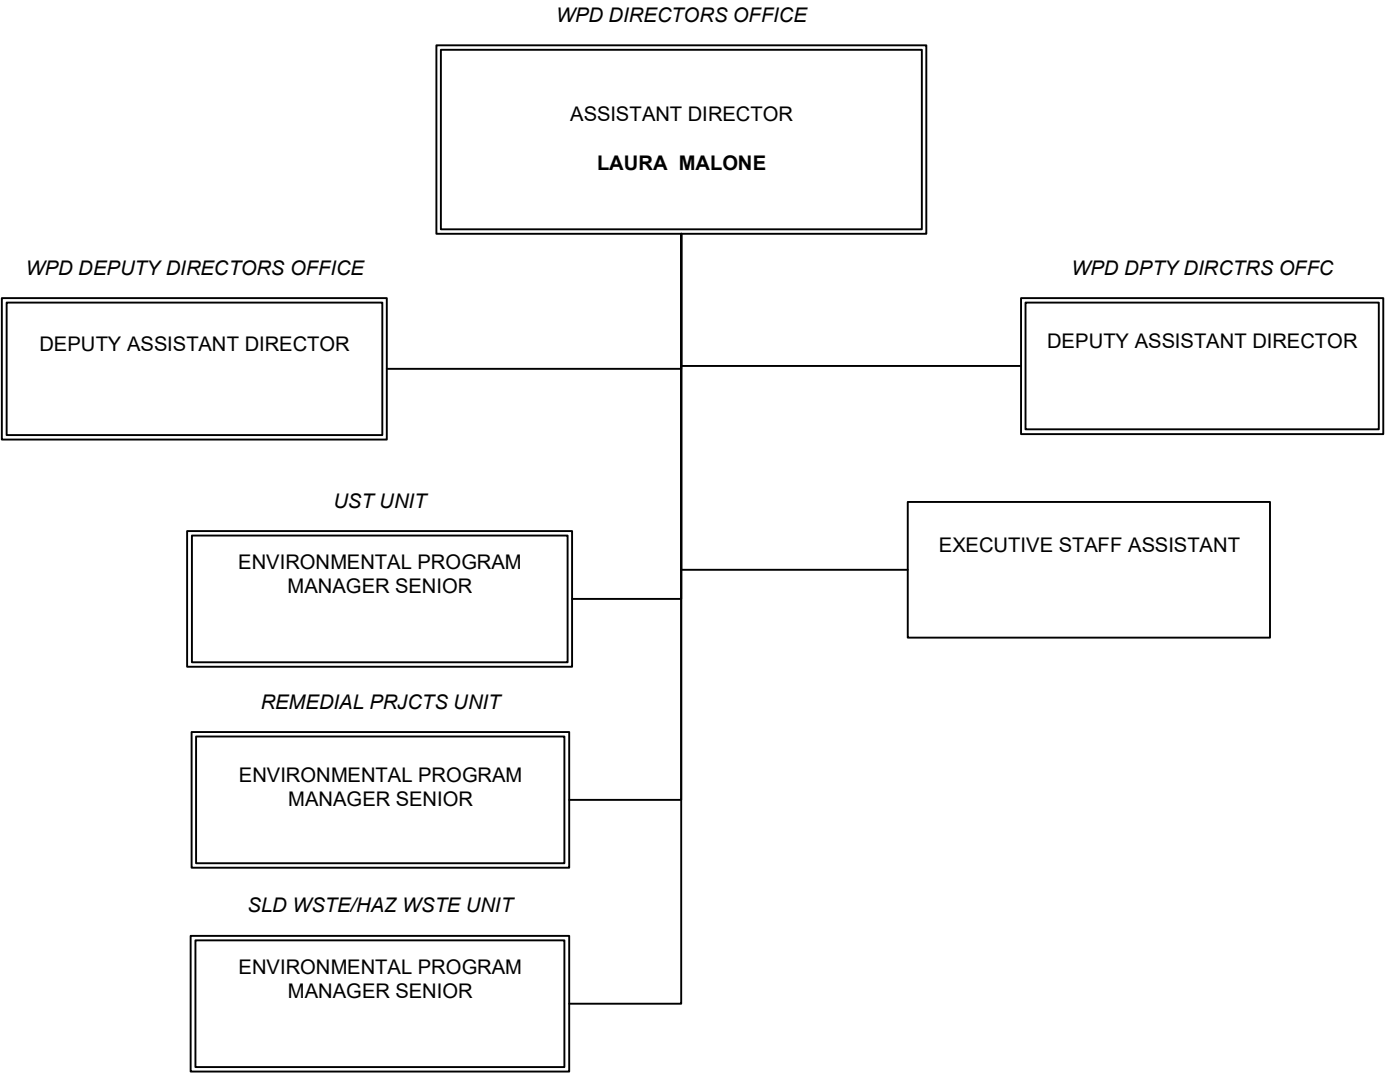 WPD DIRECTORS OFFICE
ASSISTANT DIRECTOR
LAURA MALONE
WPD DEPUTY DIRECTORS OFFICE
DEPUTY ASSISTANT DIRECTOR
WPD DPTY DIRCTRS OFFC
DEPUTY ASSISTANT DIRECTOR
UST UNIT
ENVIRONMENTAL PROGRAM
MANAGER SENIOR
EXECUTIVE STAFF ASSISTANT
REMEDIAL PRJCTS UNIT
ENVIRONMENTAL PROGRAM
MANAGER SENIOR
SLD WSTE/HAZ WSTE UNIT
ENVIRONMENTAL PROGRAM
MANAGER SENIOR